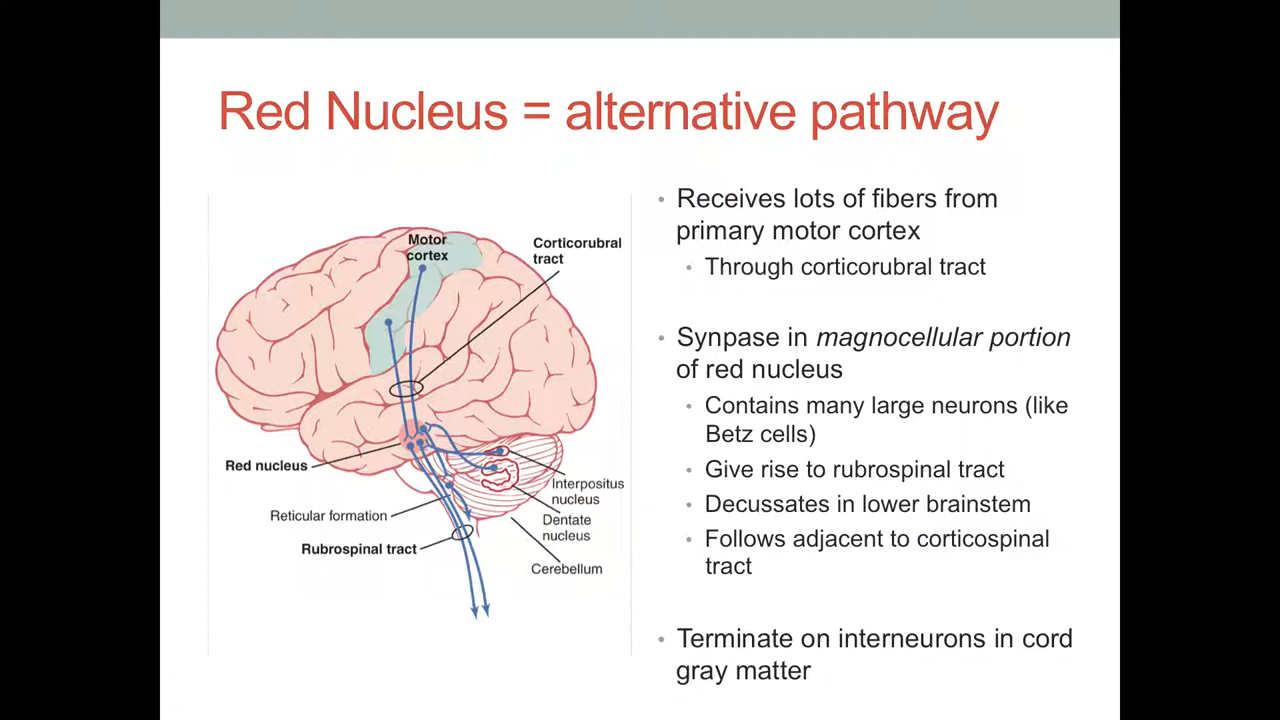 Red Nucleus = alternative pathway
Motor
cortex
Corticorubral
tract
Red nucleus
Reticular formation
Rubrospinal tract
Interpositus
nucleus
Dentate
nucleus
Cerebellum
• Receives lots of fibers from
primary motor cortex
• Through corticorubral tract
• Synpase in magnocellular portion
of red nucleus
• Contains many large neurons (like
Betz cells)
• Give rise to rubrospinal tract
• Decussates in lower brainstem
• Follows adjacent to corticospinal
tract
• Terminate on interneurons in cord
gray matter